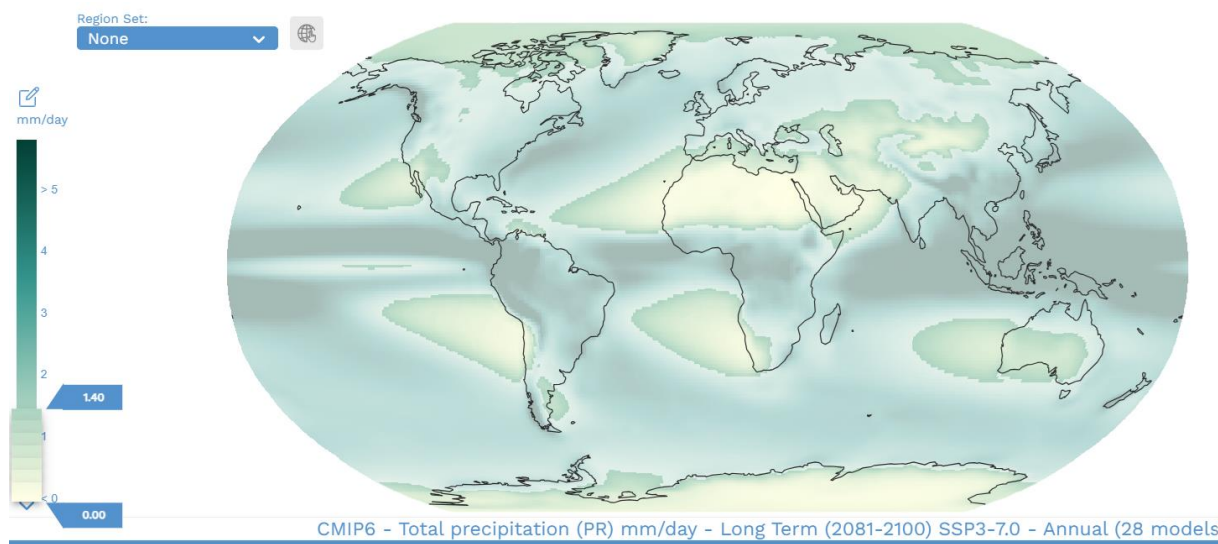 Region Set:
None
mm/day
> 5
4
3
2
1.40
1
< 0
0.00
CMIP6 - Total precipitation (PR) mm/day - Long Term (2081-2100) SSP3-7.0 - Annual (28 models